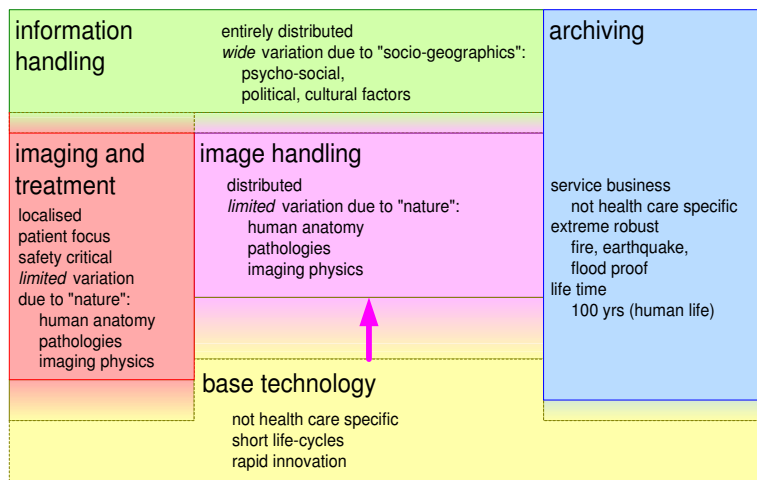 information
handling
entirely distributed
wide variation due to "socio-geographics":
psycho-social,
political, cultural factors
archiving
service business
not health care specific
extreme robust
fire, earthquake,
flood proof
life time
100 yrs (human life)
imaging and
treatment
localised
patient focus
safety critical
limited variation
due to "nature":
human anatomy
pathologies
imaging physics
image handling
distributed
limited variation due to "nature":
human anatomy
pathologies
imaging physics
base technology
not health care specific
short life-cycles
rapid innovation